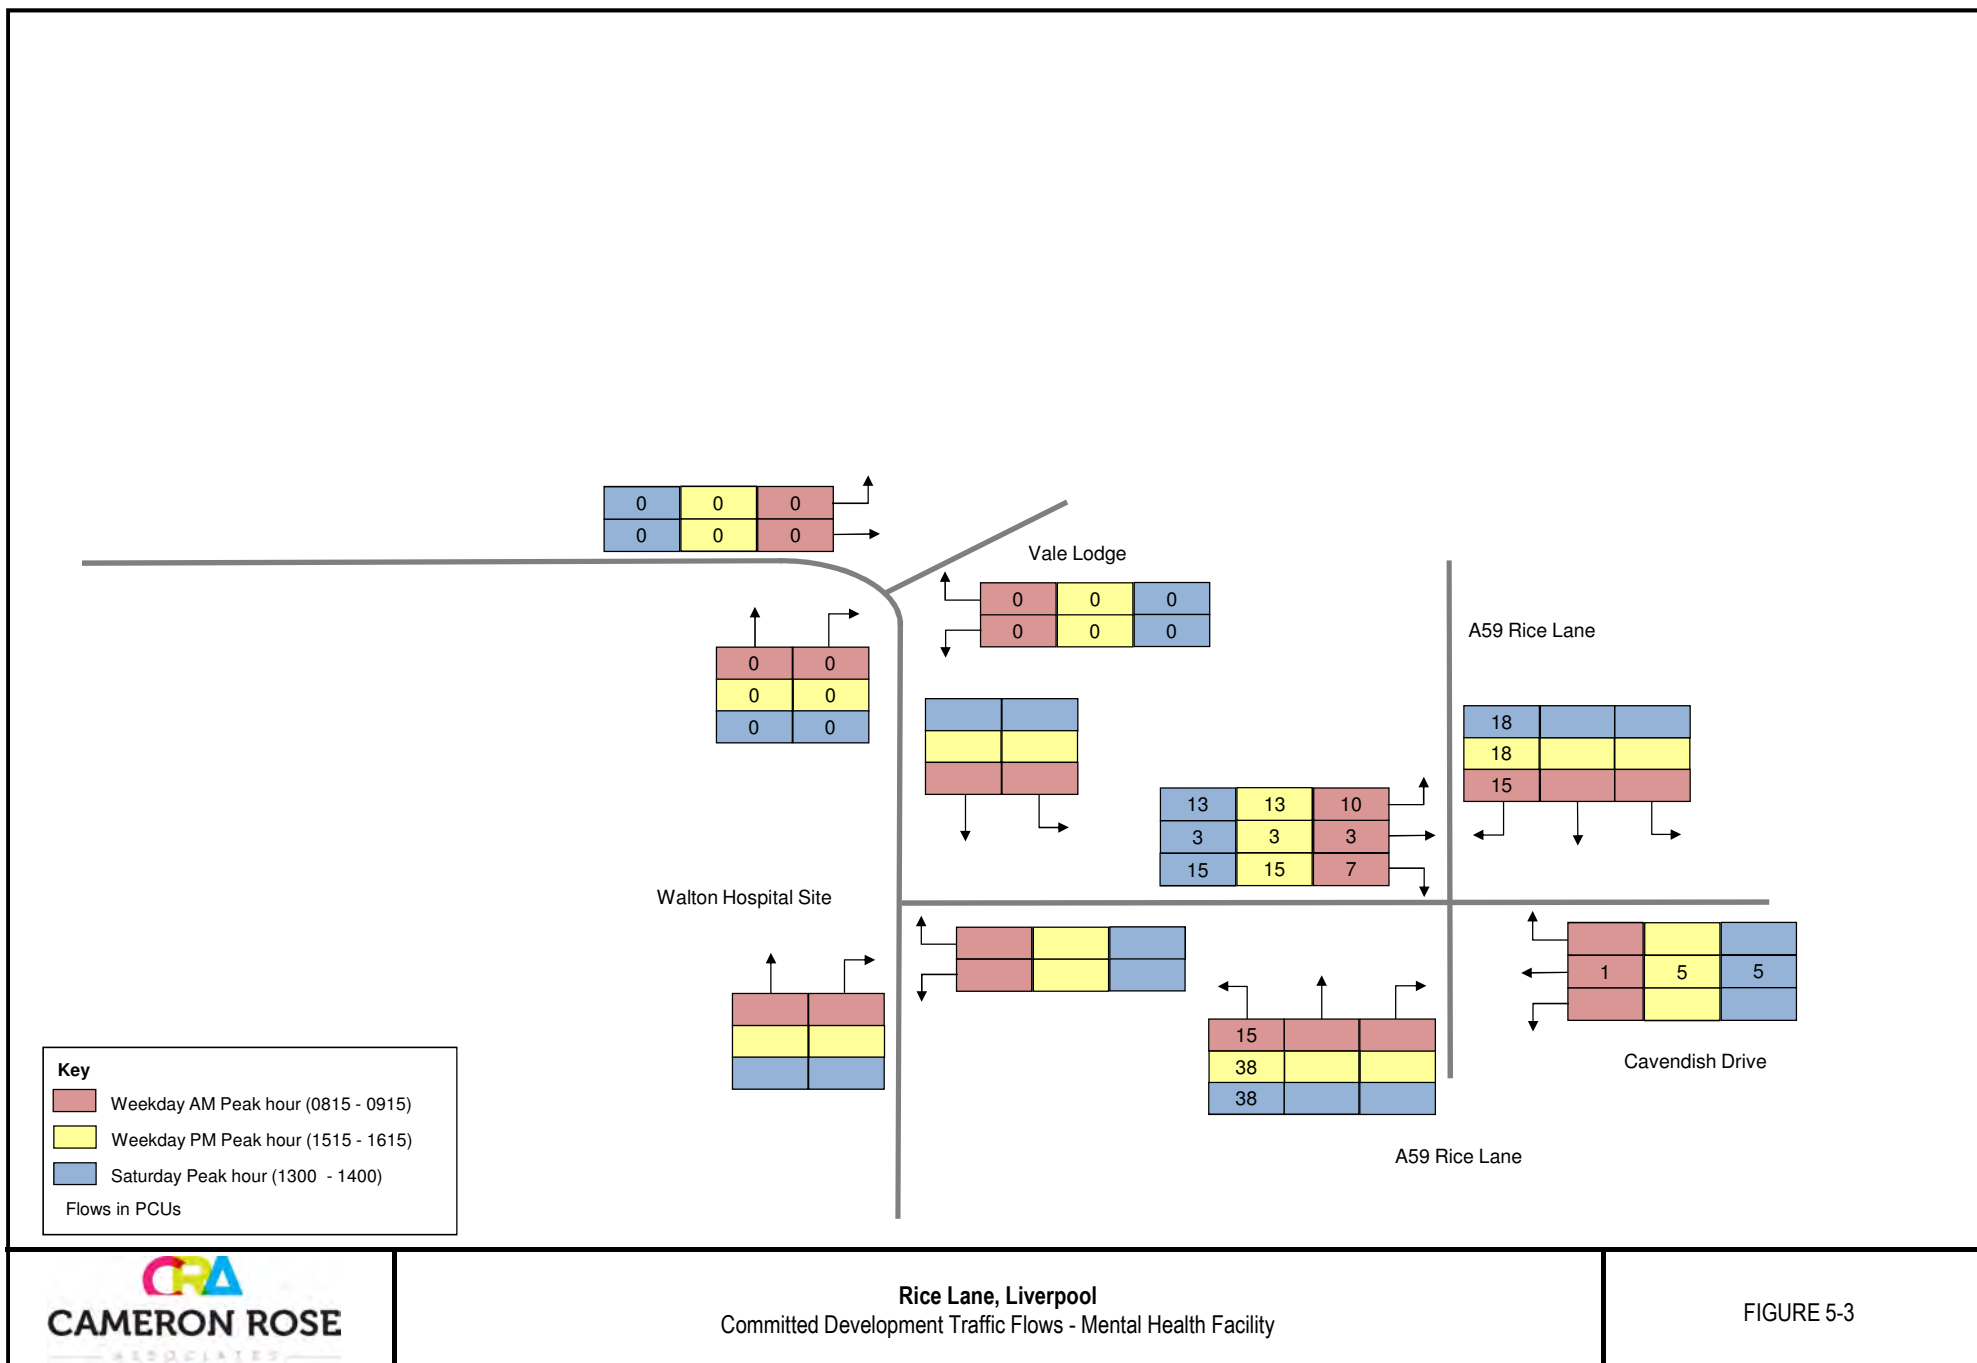 0 0 0
0 0 0
Vale Lodge
0 0 0
0 0 0
A59 Rice Lane
0 0
0 0
0 0
18
18
15
13 13 10
3 3 3
15 15 7
Walton Hospital Site
1 5 5
15
38
38
Cavendish Drive
A59 Rice Lane
Key
Weekday AM Peak hour (0815 - 0915)
Weekday PM Peak hour (1515 - 1615)
Saturday Peak hour (1300 - 1400)
Flows in PCUs
CRA
CAMERON ROSE
ASSOCIATES
Rice Lane, Liverpool
Committed Development Traffic Flows - Mental Health Facility
FIGURE 5-3